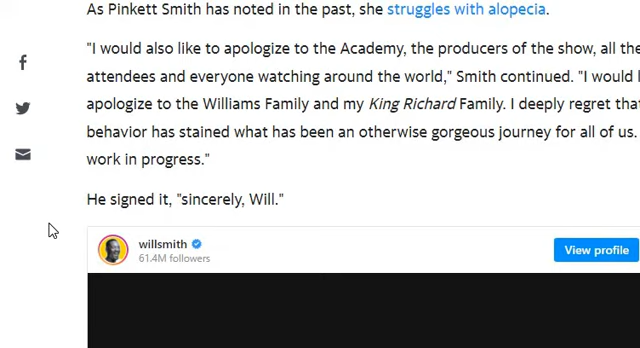 As Pinkett Smith has noted in the past, she struggles with alopecia.
"I would also like to apologize to the Academy, the producers of the show, all the
attendees and everyone watching around the world," Smith continued. "I would
apologize to the Williams Family and my King Richard Family. I deeply regret
behavior has stained what has been an otherwise gorgeous journey for all of us.
work in progress."
He signed it, "sincerely, Will."
willsmith
61.4M followers
View profile